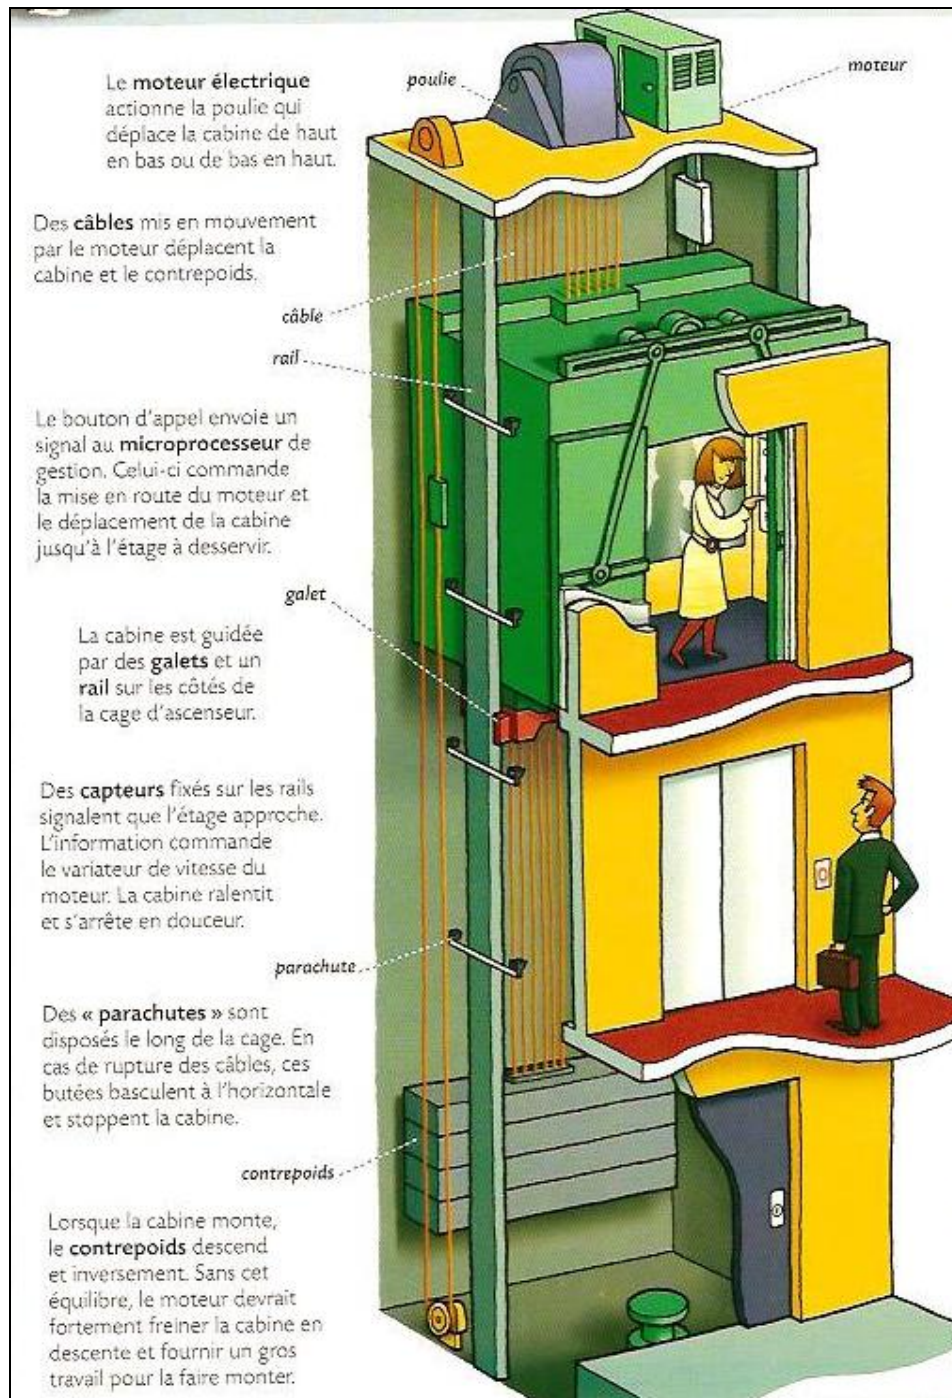 Le moteur électrique
actionne la poulie qui
déplace la cabine de haut
en bas ou de bas en haut.
poulie
moteur
Des câbles mis en mouvement
par le moteur déplacent la
cabine et le contrepoids.
câble
rail
Le bouton d'appel envoie un
signal au microprocesseur de
gestion. Celui-ci commande
la mise en route du moteur et
le déplacement de la cabine
jusqu'à l'étage à desservir.
galet
La cabine est guidée
par des galets et un
rail sur les côtés de
la cage d'ascenseur.
Des capteurs fixés sur les rails
signalent que l'étage approche.
L'information commande
le variateur de vitesse du
moteur. La cabine ralentit
et s'arrête en douceur.
parachute
Des « parachutes » sont
disposés le long de la cage. En
cas de rupture des câbles, ces
butées basculent à l'horizontale
et stoppent la cabine.
contrepoids
Lorsque la cabine monte,
le contrepoids descend
et inversement. Sans cet
équilibre, le moteur devrait
fortement freiner la cabine en
descente et fournir un gros
travail pour la faire monter.